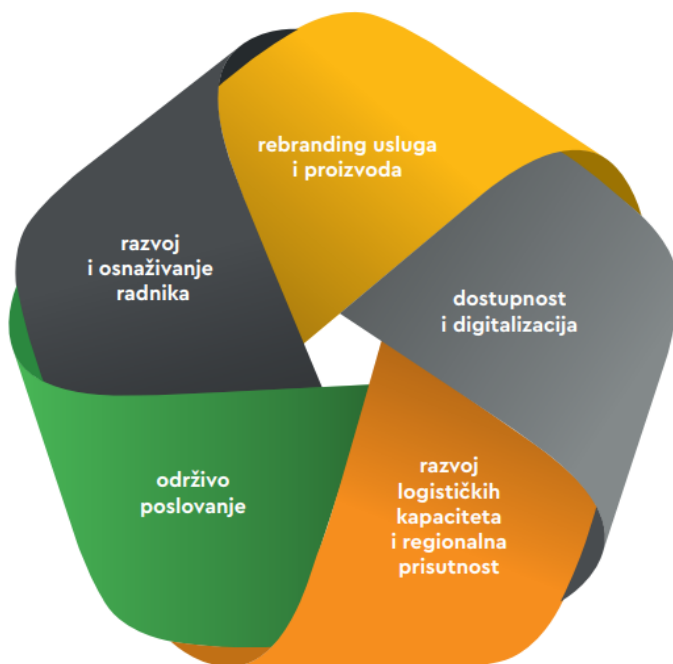 rebranding usluga
i proizvoda
razvoj
i osnaživanje
radnika
dostupnost
i digitalizacija
održivo
poslovanje
razvoj
logističkih
kapaciteta
i regionalna
prisutnost